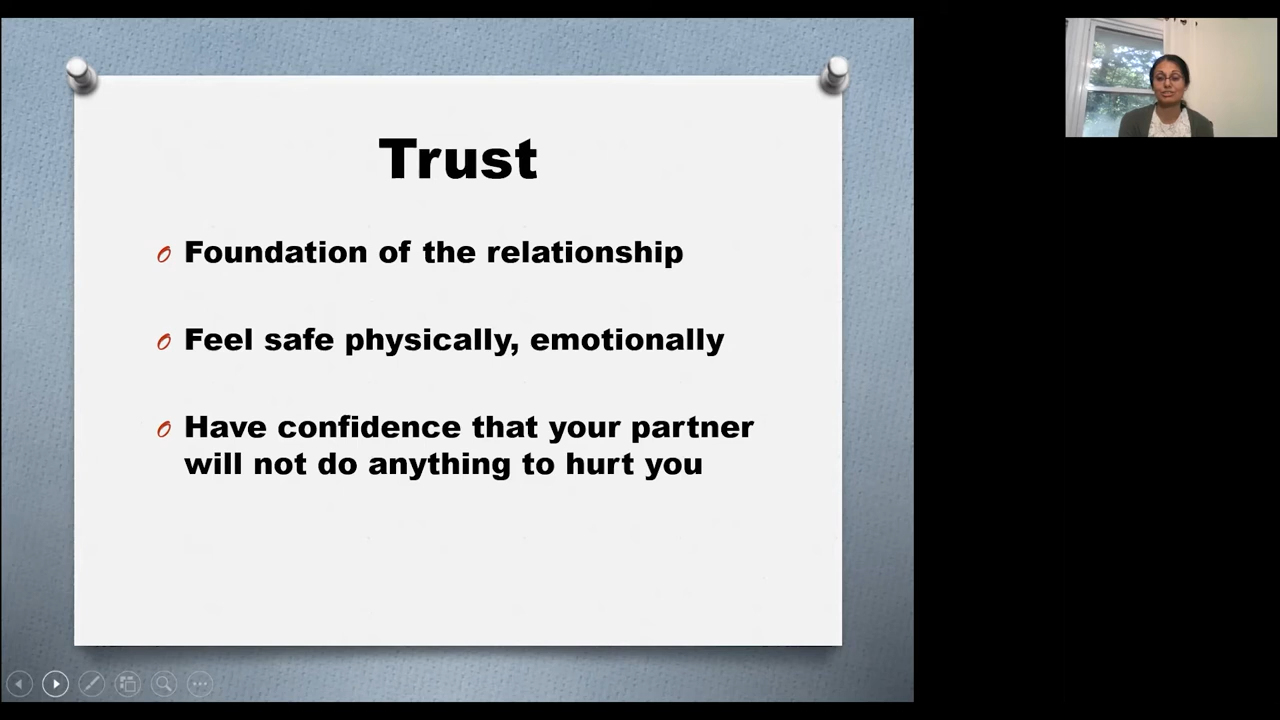 Trust
Foundation of the relationship
Feel safe physically, emotionally
Have confidence that your partner
will not do anything to hurt you